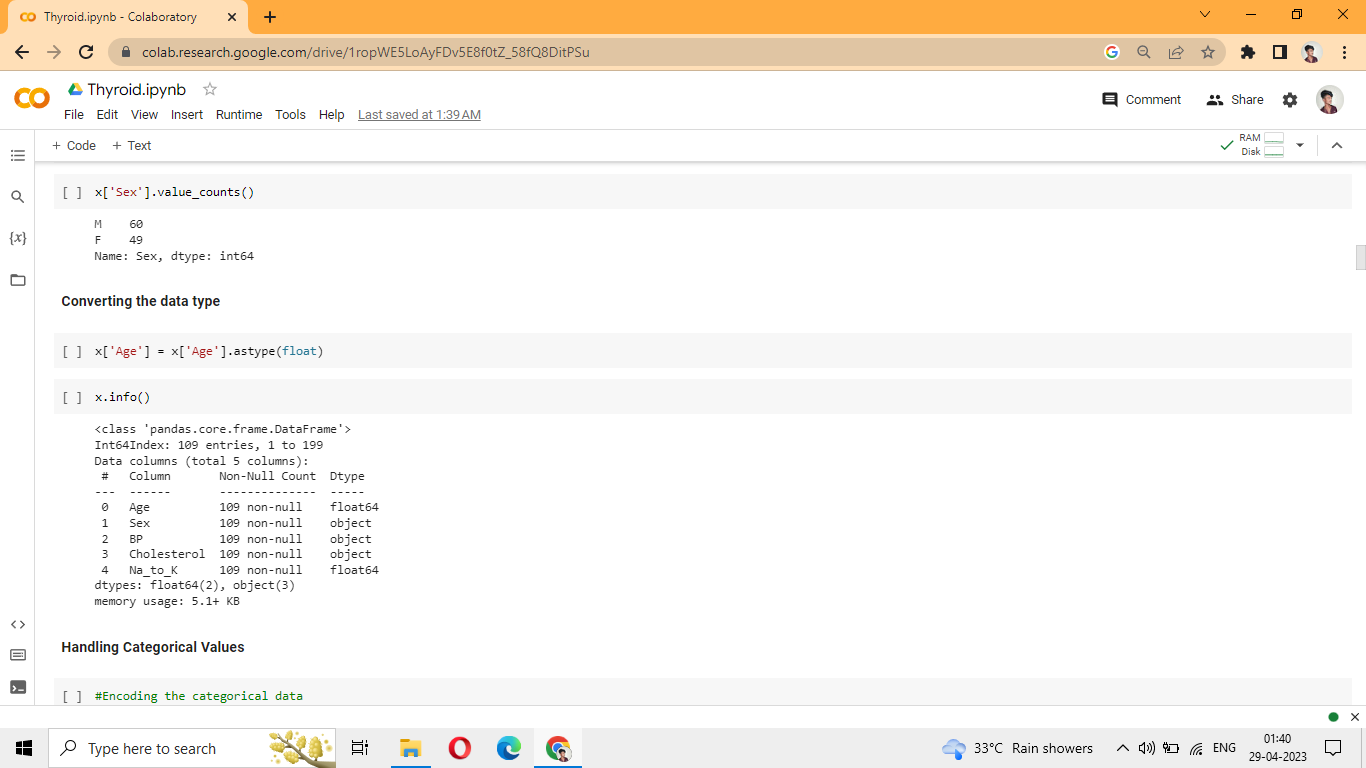 Thyroid.ipynb - Colaboratory
colab.research.google.com/drive/1ropWE5LoAyFDv5E8f0tZ_58fQ8DitPSu
Thyroid.ipynb
File Edit View Insert Runtime Tools Help Last saved at 1:39 AM
Comment Share
+ Code + Text
RAM
Disk
[ ] x['Sex'].value_counts()
M    60
F    49
Name: Sex, dtype: int64
Converting the data type
[ ] x['Age'] = x['Age'].astype(float)
[ ] x.info()
<class 'pandas.core.frame.DataFrame'>
Int64Index: 109 entries, 1 to 199
Data columns (total 5 columns):
 #   Column       Non-Null Count  Dtype
---  ------       --------------  -----
 0   Age          109 non-null    float64
 1   Sex          109 non-null    object
 2   BP           109 non-null    object
 3   Cholesterol  109 non-null    object
 4   Na_to_K      109 non-null    float64
dtypes: float64(2), object(3)
memory usage: 5.1+ KB
Handling Categorical Values
[ ] #Encoding the categorical data
Type here to search
33°C Rain showers
ENG
01:40
29-04-2023